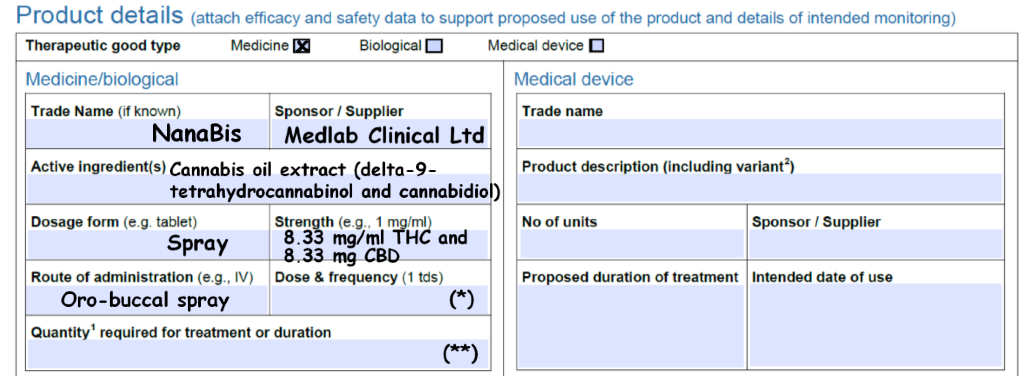 Product details (attach efficacy and safety data to support proposed use of the product and details of intended monitoring)
Therapeutic good type Medicine Biological Medical device
Medicine/biological
Trade Name (if known) Sponsor / Supplier
NanaBis Medlab Clinical Ltd
Active ingredient(s) Cannabis oil extract (delta-9-
tetrahydrocannabinol and cannabidiol)
Dosage form (e.g. tablet) Strength (e.g., 1 mg/ml)
Spray 8.33 mg/ml THC and
8.33 mg CBD
Route of administration (e.g., IV) Dose & frequency (1 tds)
Oro-buccal spray (*)
Quantity¹ required for treatment or duration
(**)
Medical device
Trade name
Product description (including variant²)
No of units Sponsor / Supplier
Proposed duration of treatment Intended date of use